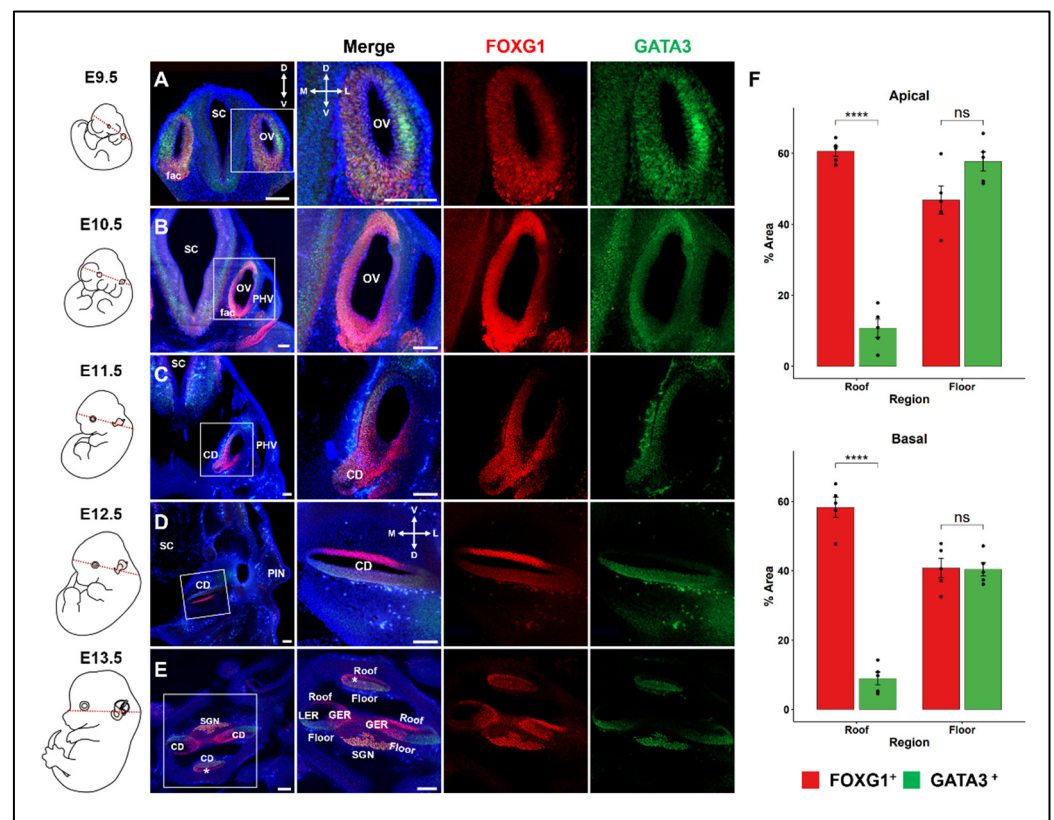 Merge FOXG1 GATA3
E9.5
A
SC
OV
fac
D
V
D
M L
V
OV
E10.5
B
SC
OV
PHV
fac
E11.5
C
SC
PHV
CD
CD
E12.5
D
SC
CD
PIN
V
M L
D
CD
E13.5
E
SGN
CD
CD
CD
*
Roof
*
Floor
Roof
LER GER GER Roof
Floor
Floor
SGN
F
Apical
**** ns
% Area
60
40
20
0
Roof Floor
Region
Basal
**** ns
% Area
60
40
20
0
Roof Floor
Region
FOXG1+ GATA3+